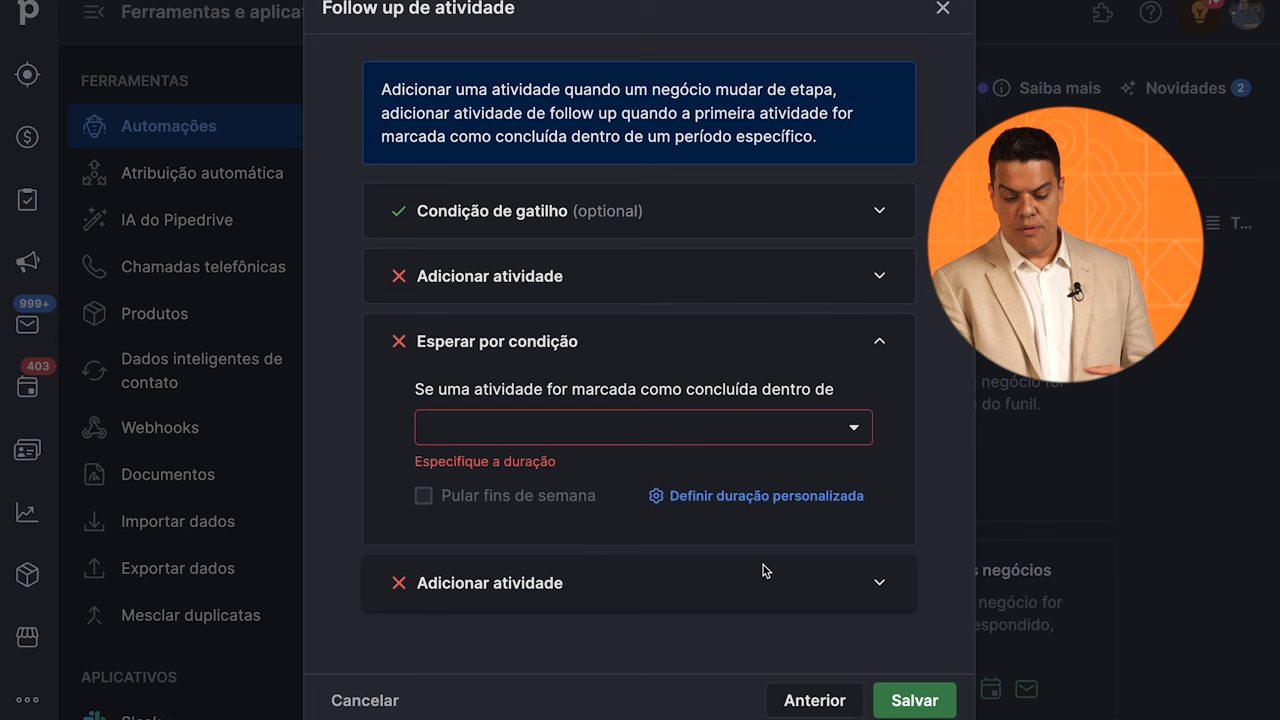 Follow up de atividade
Ferramentas e aplicat
FERRAMENTAS
Automações
Atribuição automática
IA do Pipedrive
Chamadas telefônicas
Produtos
Dados inteligentes de
contato
Webhooks
Documentos
Importar dados
Exportar dados
Mesclar duplicatas
APLICATIVOS
Slack
999+
403
Adicionar uma atividade quando um negócio mudar de etapa,
adicionar atividade de follow up quando a primeira atividade for
marcada como concluída dentro de um período específico.
Condição de gatilho (optional)
Adicionar atividade
Esperar por condição
Se uma atividade for marcada como concluída dentro de
Especifique a duração
Pular fins de semana
Definir duração personalizada
Adicionar atividade
Cancelar
Anterior
Salvar
Saiba mais
Novidades 2
T...
negócio for
do funil.
s negócios
negócio for
espondido,